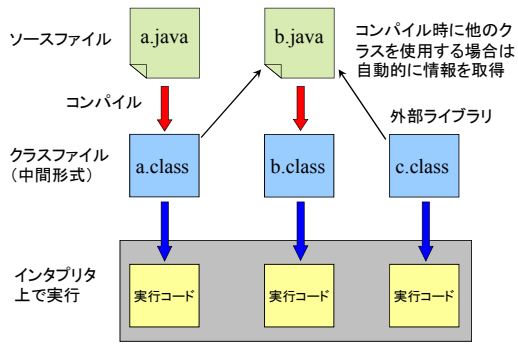 ソースファイル
a.java
b.java
コンパイル時に他のク
ラスを使用する場合は
自動的に情報を取得
コンパイル
外部ライブラリ
クラスファイル
(中間形式)
a.class
b.class
c.class
インタプリタ
上で実行
実行コード
実行コード
実行コード